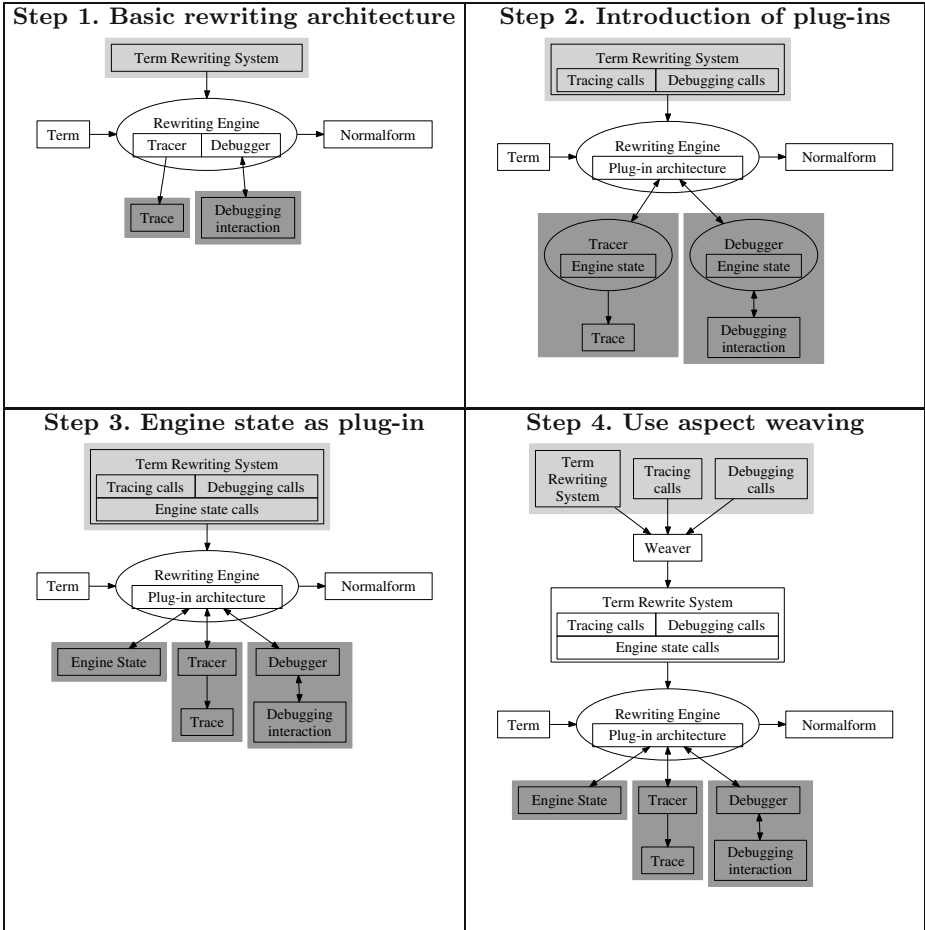 Step 1. Basic rewriting architecture
Term Rewriting System
Rewriting Engine
Tracer
Debugger
Term
Normalform
Trace
Debugging
interaction
Step 2. Introduction of plug-ins
Term Rewriting System
Tracing calls
Debugging calls
Rewriting Engine
Plug-in architecture
Term
Normalform
Tracer
Engine state
Debugger
Engine state
Trace
Debugging
interaction
Step 3. Engine state as plug-in
Term Rewriting System
Tracing calls
Debugging calls
Engine state calls
Rewriting Engine
Plug-in architecture
Term
Normalform
Engine State
Tracer
Debugger
Trace
Debugging
interaction
Step 4. Use aspect weaving
Term
Rewriting
System
Tracing
calls
Debugging
calls
Weaver
Term Rewrite System
Tracing calls
Debugging calls
Engine state calls
Rewriting Engine
Plug-in architecture
Term
Normalform
Engine State
Tracer
Debugger
Trace
Debugging
interaction